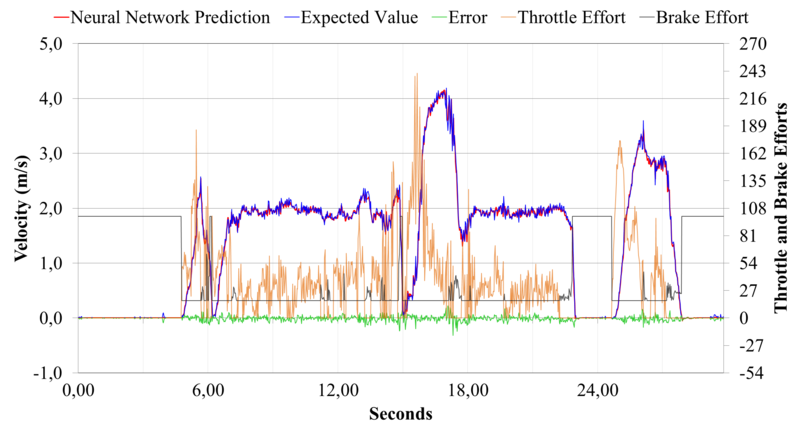 Neural Network Prediction Expected Value Error Throttle Effort Brake Effort
5,0 270
243
4,0 216
189
3,0 162
135
2,0 108
81
1,0 54
27
0,0 0
-27
-1,0 -54
Velocity (m/s)
Throttle and Brake Efforts
0,00 6,00 12,00 18,00 24,00
Seconds